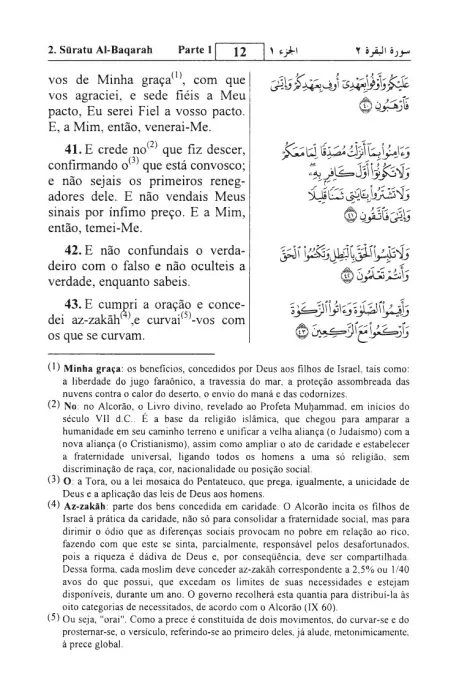 2. Sūratu Al-Baqarah Parte 1 12 الجزء ١ سورة البقرة ٢
vos de Minha graça(1), com que
vos agraciei, e sede fiéis a Meu
pacto, Eu serei Fiel a vosso pacto.
E, a Mim, então, venerai-Me.
41. E crede no(2) que fiz descer,
confirmando o(3) que está convosco;
e não sejais os primeiros reneg-
adores dele. E não vendais Meus
sinais por ínfimo preço. E a Mim,
então, temei-Me.
42. E não confundais o verda-
deiro com o falso e não oculteis a
verdade, enquanto sabeis.
43. E cumpri a oração e conce-
dei az-zakāh(4),e curvai(5)-vos com
os que se curvam.
عَلَيْكُمْ وَأَوْفُوا۟ بِعَهْدِىٓ أُوفِ بِعَهْدِكُمْ وَإِيَّٰىَ
فَٱرْهَبُونِ ٤٠
وَءَامِنُوا۟ بِمَآ أَنزَلْتُ مُصَدِّقًا لِّمَا مَعَكُمْ
وَلَا تَكُونُوٓا۟ أَوَّلَ كَافِرٍۭ بِهِۦ
وَلَا تَشْتَرُوا۟ بِـَٔايَٰتِى ثَمَنًا قَلِيلًا
وَإِيَّٰىَ فَٱتَّقُونِ ٤١
وَلَا تَلْبِسُوا۟ ٱلْحَقَّ بِٱلْبَٰطِلِ وَتَكْتُمُوا۟ ٱلْحَقَّ
وَأَنتُمْ تَعْلَمُونَ ٤٢
وَأَقِيمُوا۟ ٱلصَّلَوٰةَ وَءَاتُوا۟ ٱلزَّكَوٰةَ
وَٱرْكَعُوا۟ مَعَ ٱلرَّٰكِعِينَ ٤٣
(1) Minha graça: os benefícios, concedidos por Deus aos filhos de Israel, tais como:
a liberdade do jugo faraônico, a travessia do mar, a proteção assombreada das
nuvens contra o calor do deserto, o envio do maná e das codornizes.
(2) No: no Alcorão, o Livro divino, revelado ao Profeta Muḥammad, em inícios do
século VII d.C.. É a base da religião islâmica, que chegou para amparar a
humanidade em seu caminho terreno e unificar a velha aliança (o Judaismo) com a
nova aliança (o Cristianismo), assim como ampliar o ato de caridade e estabelecer
a fraternidade universal, ligando todos os homens a uma só religião, sem
discriminação de raça, cor, nacionalidade ou posição social.
(3) O: a Tora, ou a lei mosaica do Pentateuco, que prega, igualmente, a unicidade de
Deus e a aplicação das leis de Deus aos homens.
(4) Az-zakāh: parte dos bens concedida em caridade. O Alcorão incita os filhos de
Israel à prática da caridade, não só para consolidar a fraternidade social, mas para
dirimir o ódio que as diferenças sociais provocam no pobre em relação ao rico,
fazendo com que este se sinta, parcialmente, responsável pelos desafortunados,
pois a riqueza é dádiva de Deus e, por conseqüência, deve ser compartilhada.
Dessa forma, cada moslim deve conceder az-zakāh correspondente a 2,5% ou 1/40
avos do que possui, que excedam os limites de suas necessidades e estejam
disponíveis, durante um ano. O governo recolherá esta quantia para distribuí-la às
oito categorias de necessitados, de acordo com o Alcorão (IX 60).
(5) Ou seja, "orai". Como a prece é constituída de dois movimentos, do curvar-se e do
prosternar-se, o versículo, referindo-se ao primeiro deles, já alude, metonimicamente,
à prece global.